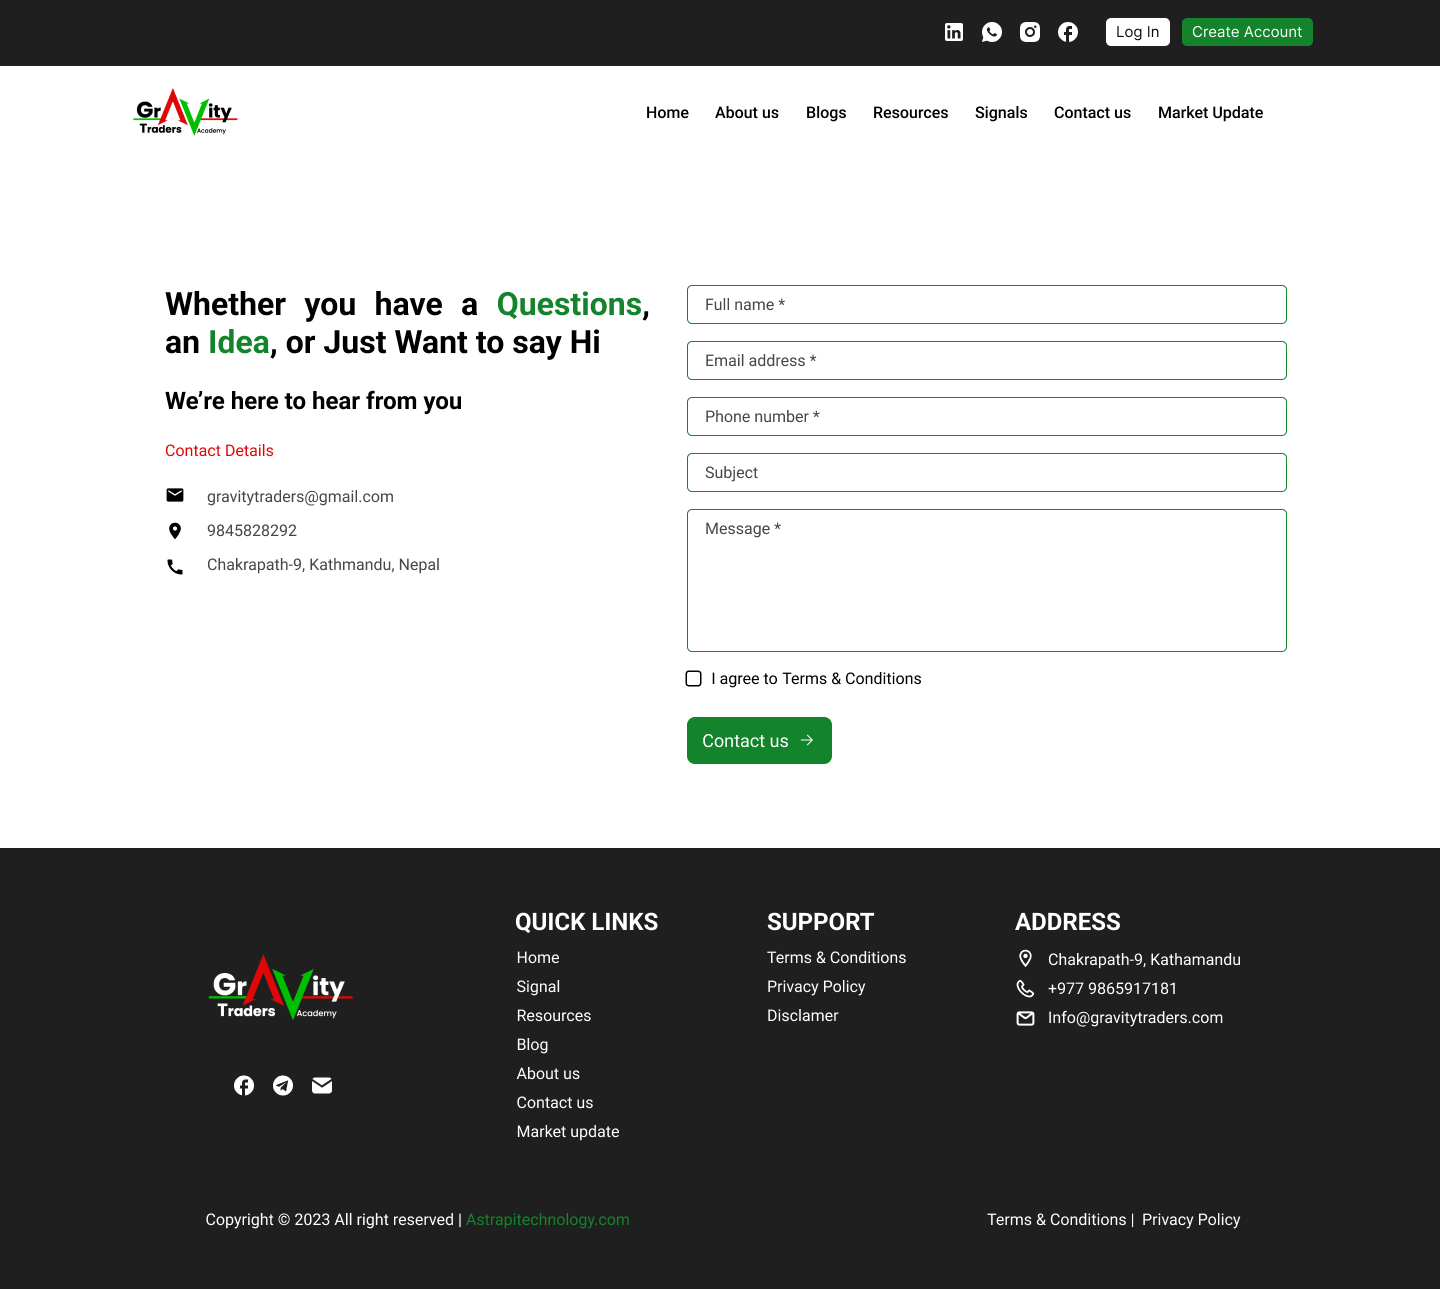 Log In
Create Account
GrAVity
Traders Academy
Home
About us
Blogs
Resources
Signals
Contact us
Market Update
Whether you have a Questions,
an Idea, or Just Want to say Hi
We’re here to hear from you
Contact Details
gravitytraders@gmail.com
9845828292
Chakrapath-9, Kathmandu, Nepal
Full name *
Email address *
Phone number *
Subject
Message *
I agree to Terms & Conditions
Contact us
GrAVity
Traders Academy
QUICK LINKS
Home
Signal
Resources
Blog
About us
Contact us
Market update
SUPPORT
Terms & Conditions
Privacy Policy
Disclamer
ADDRESS
Chakrapath-9, Kathamandu
+977 9865917181
Info@gravitytraders.com
Copyright © 2023 All right reserved | Astrapitechnology.com
Terms & Conditions | Privacy Policy